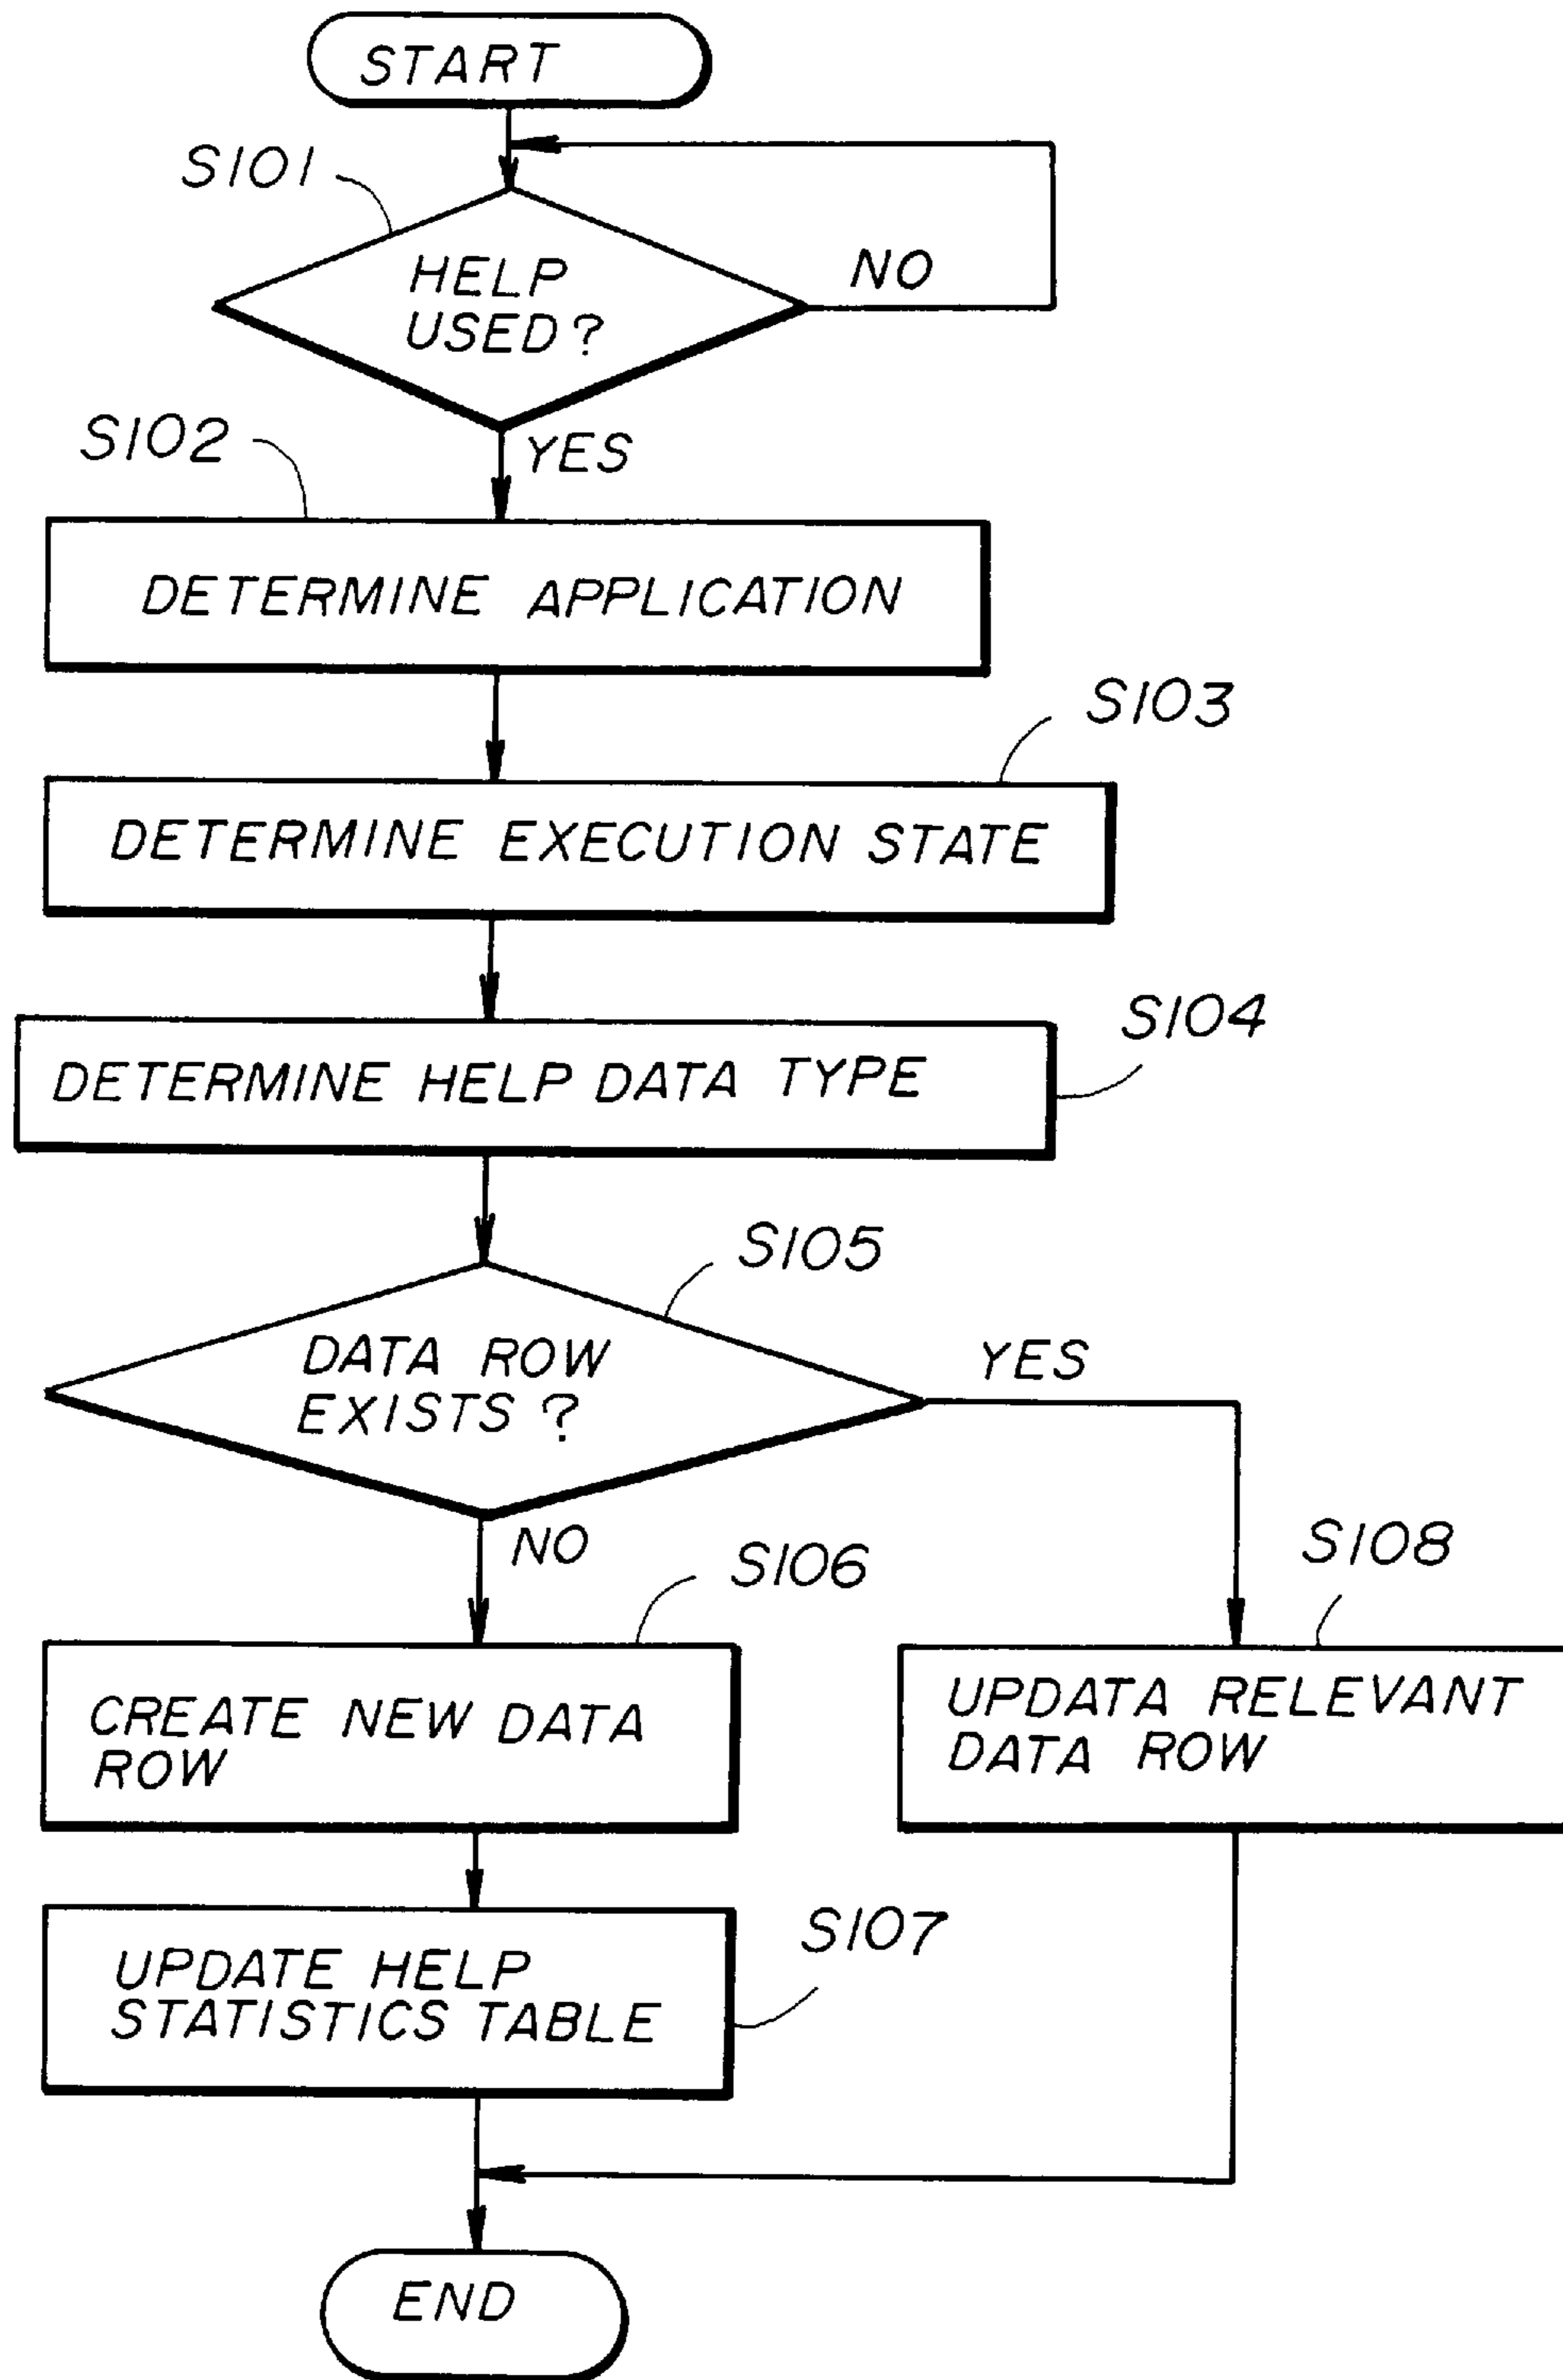 START
S101
HELP
USED?
NO
YES
S102
DETERMINE APPLICATION
S103
DETERMINE EXECUTION STATE
S104
DETERMINE HELP DATA TYPE
S105
DATA ROW
EXISTS?
YES
NO
S106
S108
CREATE NEW DATA
ROW
UPDATA RELEVANT
DATA ROW
S107
UPDATE HELP
STATISTICS TABLE
END